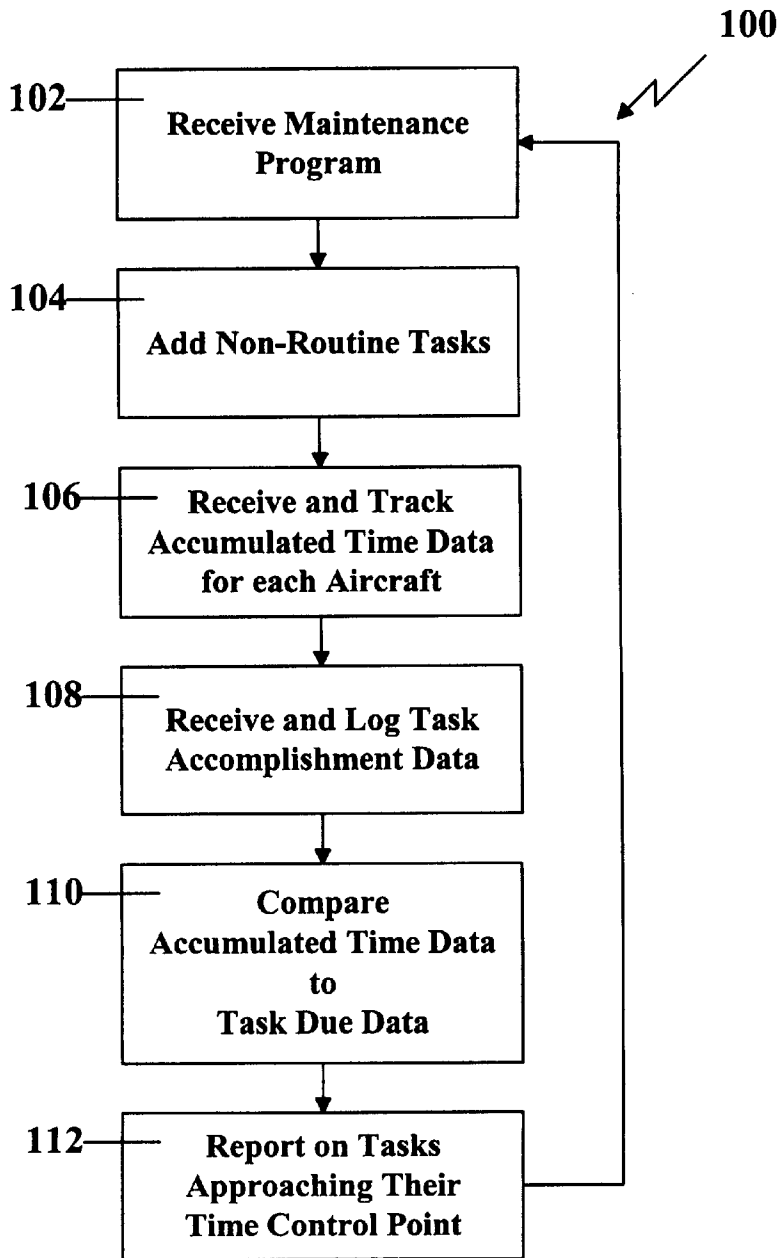 100
102
Receive Maintenance
Program
104
Add Non-Routine Tasks
106
Receive and Track
Accumulated Time Data
for each Aircraft
108
Receive and Log Task
Accomplishment Data
110
Compare
Accumulated Time Data
to
Task Due Data
112
Report on Tasks
Approaching Their
Time Control Point